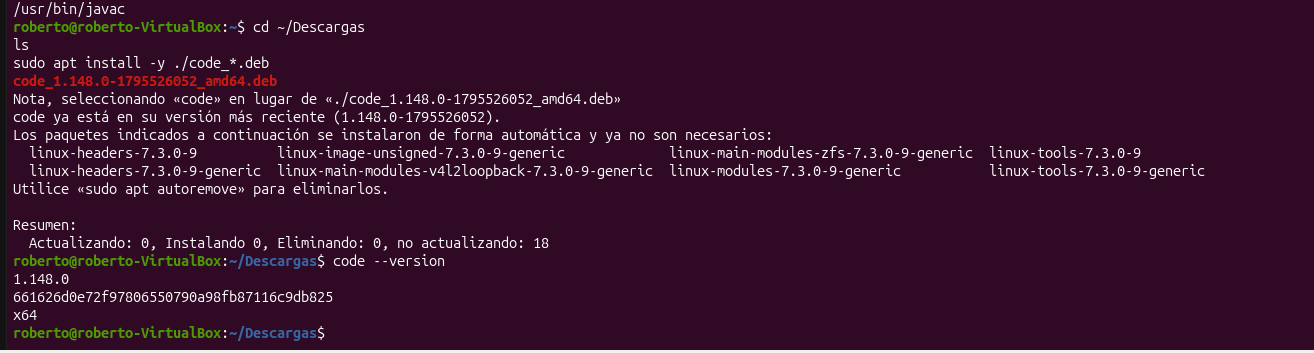 /usr/bin/javac
roberto@roberto-VirtualBox:~$ cd ~/Descargas
ls
sudo apt install -y ./code_*.deb
code_1.148.0-1795526052_amd64.deb
Nota, seleccionando «code» en lugar de «./code_1.148.0-1795526052_amd64.deb»
code ya está en su versión más reciente (1.148.0-1795526052).
Los paquetes indicados a continuación se instalaron de forma automática y ya no son necesarios:
  linux-headers-7.3.0-9          linux-image-unsigned-7.3.0-9-generic             linux-main-modules-zfs-7.3.0-9-generic  linux-tools-7.3.0-9
  linux-headers-7.3.0-9-generic  linux-main-modules-v4l2loopback-7.3.0-9-generic  linux-modules-7.3.0-9-generic           linux-tools-7.3.0-9-generic
Utilice «sudo apt autoremove» para eliminarlos.

Resumen:
  Actualizando: 0, Instalando 0, Eliminando: 0, no actualizando: 18
roberto@roberto-VirtualBox:~/Descargas$ code --version
1.148.0
661626d0e72f97806550790a98fb87116c9db825
x64
roberto@roberto-VirtualBox:~/Descargas$